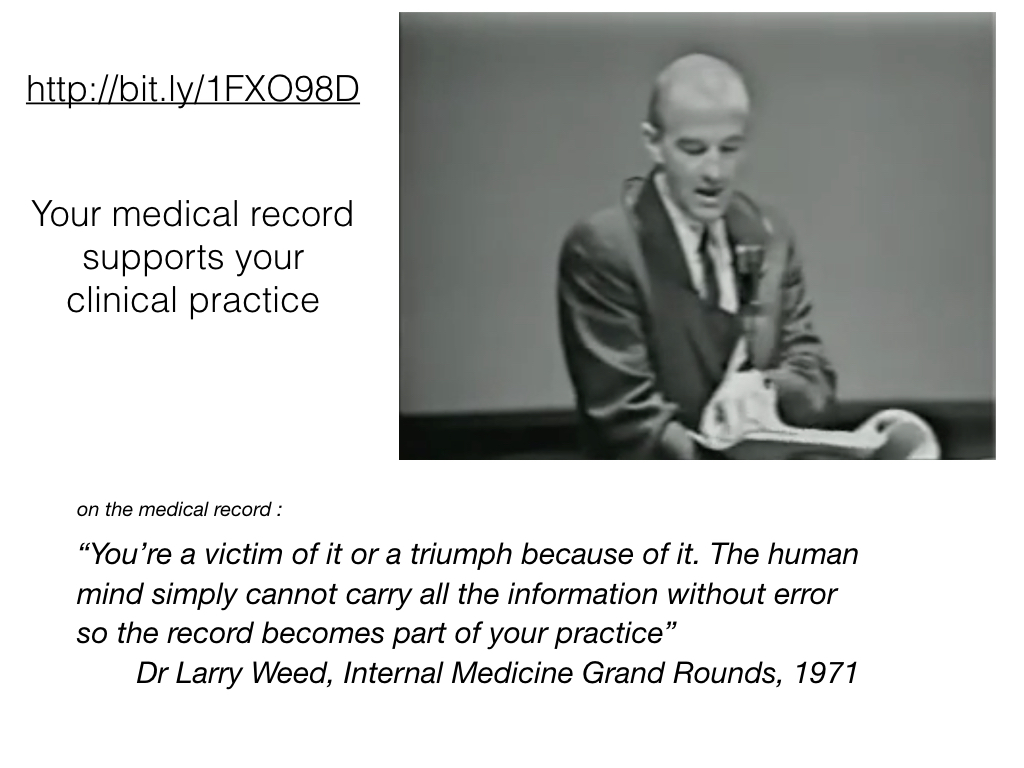 http://bit.ly/1FXO98D
Your medical record
supports your
clinical practice
on the medical record :
“You’re a victim of it or a triumph because of it. The human
mind simply cannot carry all the information without error
so the record becomes part of your practice”
Dr Larry Weed, Internal Medicine Grand Rounds, 1971